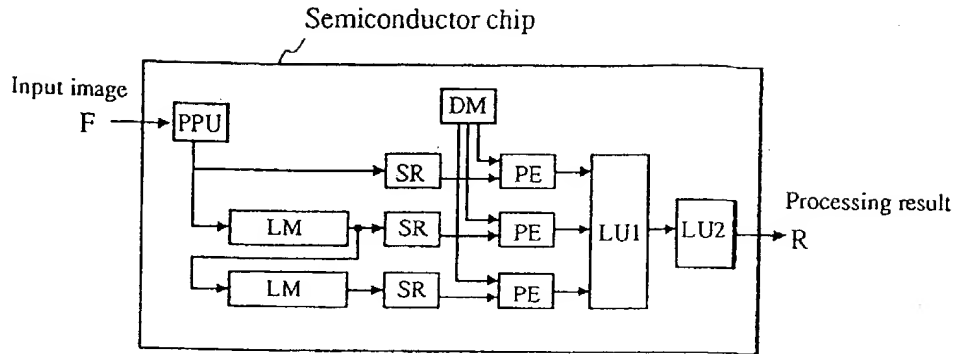 Semiconductor chip
Input image
F
PPU
DM
SR
PE
LM
SR
PE
LU1
LU2
Processing result
R
LM
SR
PE